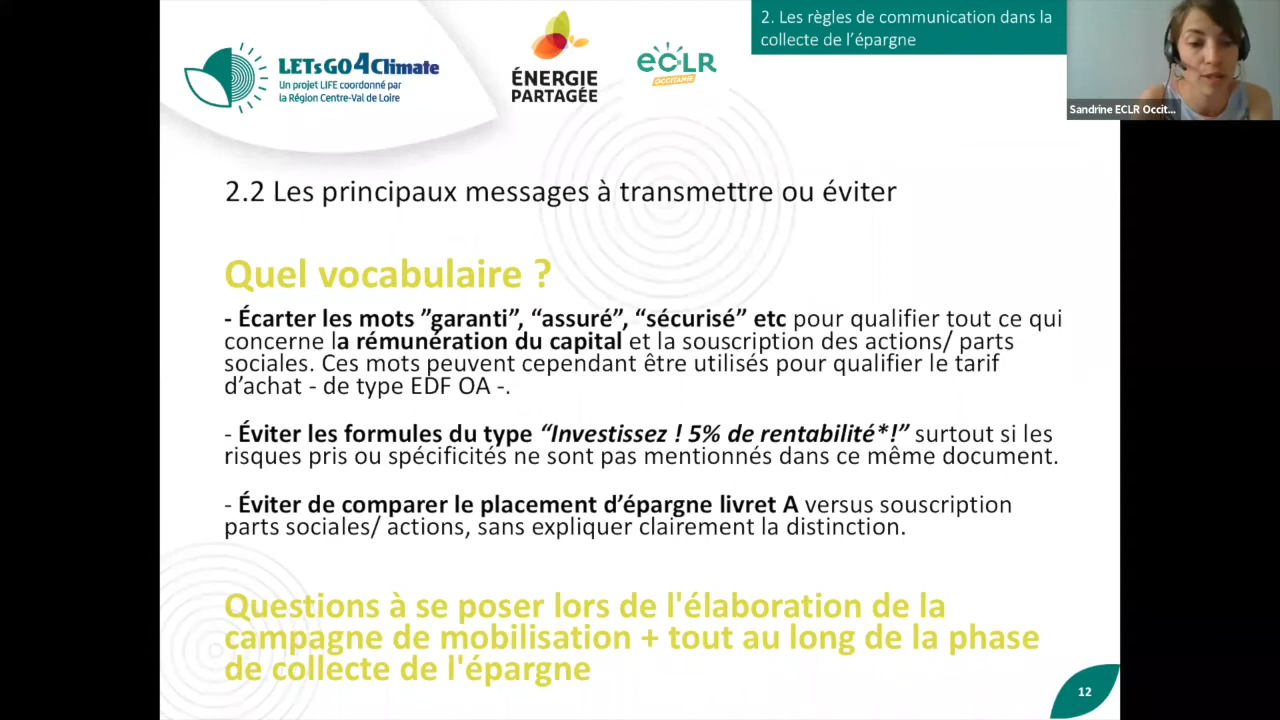 LETsGO4Climate
Un projet LIFE coordonné par
la Région Centre-Val de Loire
ÉNERGIE
PARTAGÉE
eCLR
OCCITANIE
2. Les règles de communication dans la
collecte de l’épargne
Sandrine ECLR Occit...
2.2 Les principaux messages à transmettre ou éviter
Quel vocabulaire ?
- Écarter les mots ”garanti”, “assuré”, “sécurisé” etc pour qualifier tout ce qui
concerne la rémunération du capital et la souscription des actions/ parts
sociales. Ces mots peuvent cependant être utilisés pour qualifier le tarif
d’achat - de type EDF OA -.
- Éviter les formules du type “Investissez ! 5% de rentabilité*!” surtout si les
risques pris ou spécificités ne sont pas mentionnés dans ce même document.
- Éviter de comparer le placement d’épargne livret A versus souscription
parts sociales/ actions, sans expliquer clairement la distinction.
Questions à se poser lors de l'élaboration de la
campagne de mobilisation + tout au long de la phase
de collecte de l'épargne
12